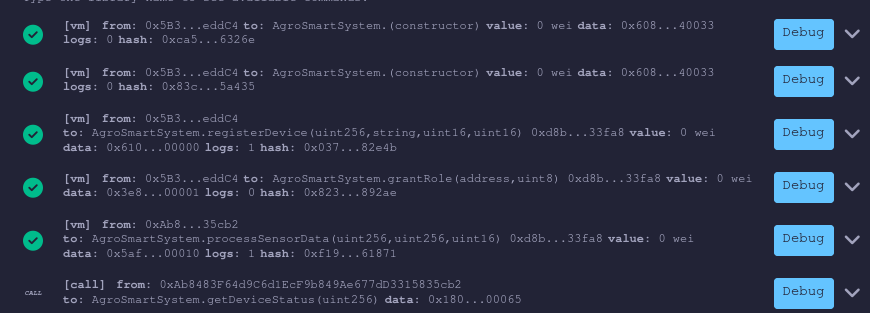 [vm] from: 0x5B3...eddC4 to: AgroSmartSystem.(constructor) value: 0 wei data: 0x608...40033
logs: 0 hash: 0xca5...6326e
Debug
[vm] from: 0x5B3...eddC4 to: AgroSmartSystem.(constructor) value: 0 wei data: 0x608...40033
logs: 0 hash: 0x83c...5a435
Debug
[vm] from: 0x5B3...eddC4
to: AgroSmartSystem.registerDevice(uint256,string,uint16,uint16) 0xd8b...33fa8 value: 0 wei
data: 0x610...00000 logs: 1 hash: 0x037...82e4b
Debug
[vm] from: 0x5B3...eddC4 to: AgroSmartSystem.grantRole(address,uint8) 0xd8b...33fa8 value: 0 wei
data: 0x3e8...00001 logs: 0 hash: 0x823...892ae
Debug
[vm] from: 0xAb8...35cb2
to: AgroSmartSystem.processSensorData(uint256,uint256,uint16) 0xd8b...33fa8 value: 0 wei
data: 0x5af...00010 logs: 1 hash: 0xf19...61871
Debug
CALL
[call] from: 0xAb8483F64d9C6d1EcF9b849Ae677dD3315835cb2
to: AgroSmartSystem.getDeviceStatus(uint256) data: 0x180...00065
Debug